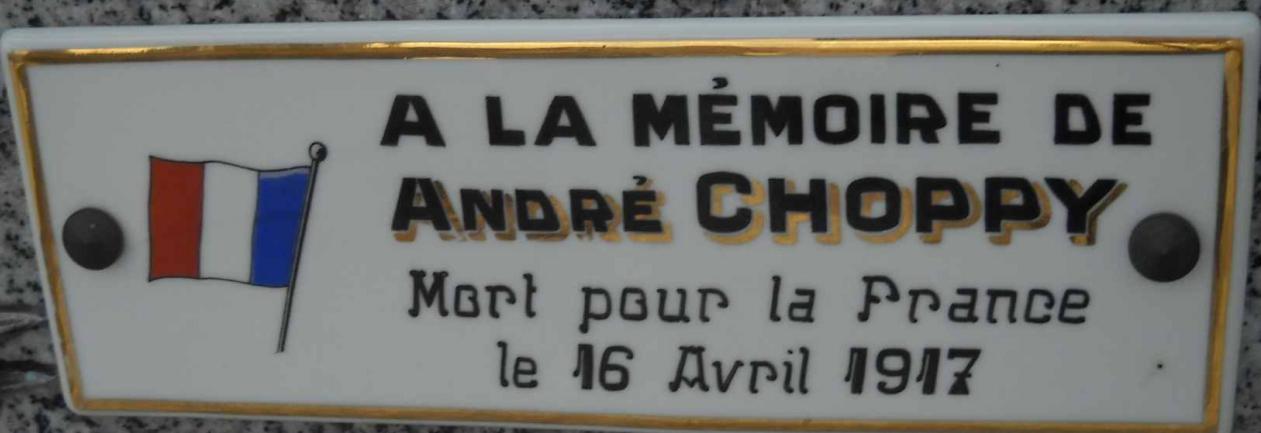 A LA MÉMOIRE DE
ANDRÉ CHOPPY
Mort pour la France
le 16 Avril 1917